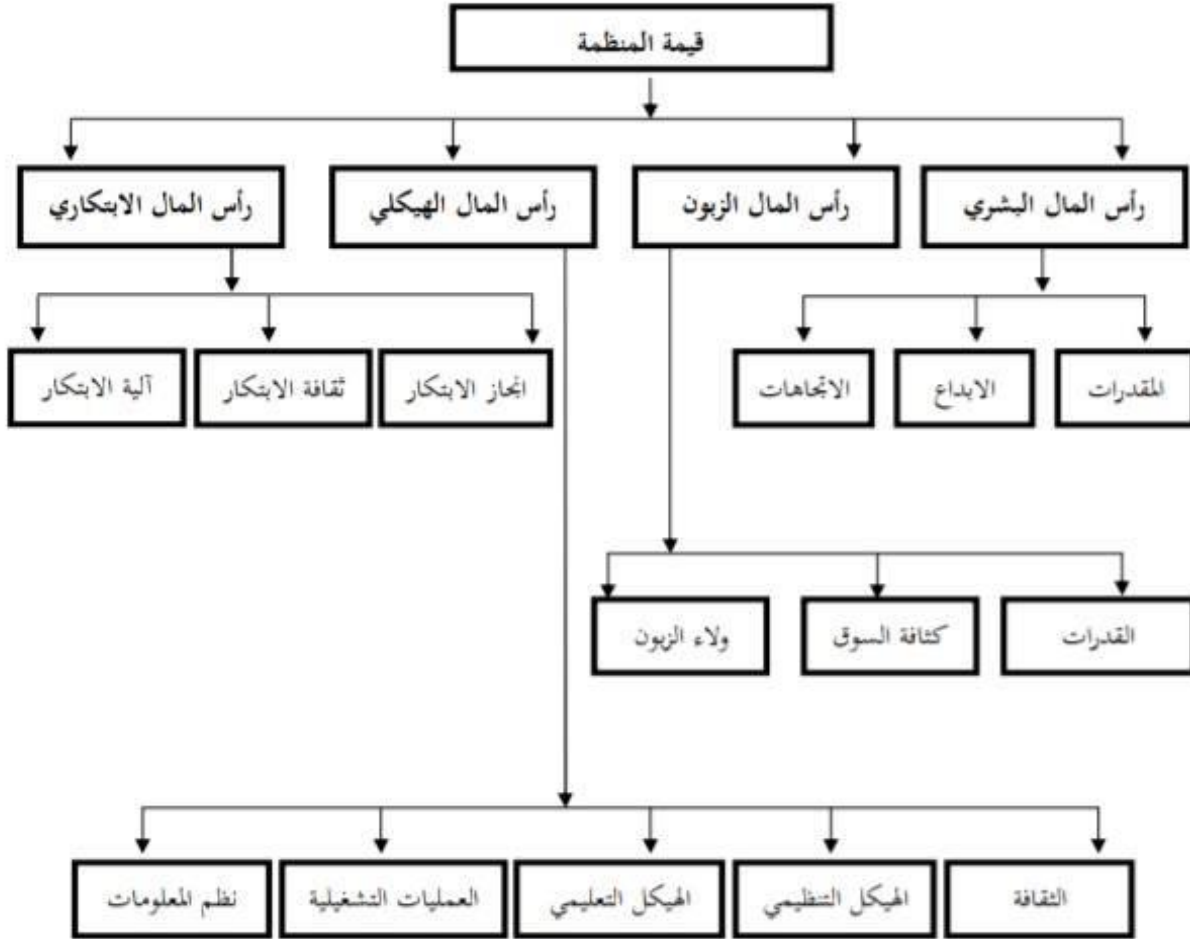 قيمة المنظمة
رأس المال البشري
رأس المال الزبون
رأس المال الهيكلي
رأس المال الابتكاري
المقدرات
الابداع
الاتجاهات
انجاز الابتكار
ثقافة الابتكار
آلية الابتكار
القدرات
كثافة السوق
ولاء الزبون
الثقافة
الهيكل التنظيمي
الهيكل التعليمي
العمليات التشغيلية
نظم المعلومات